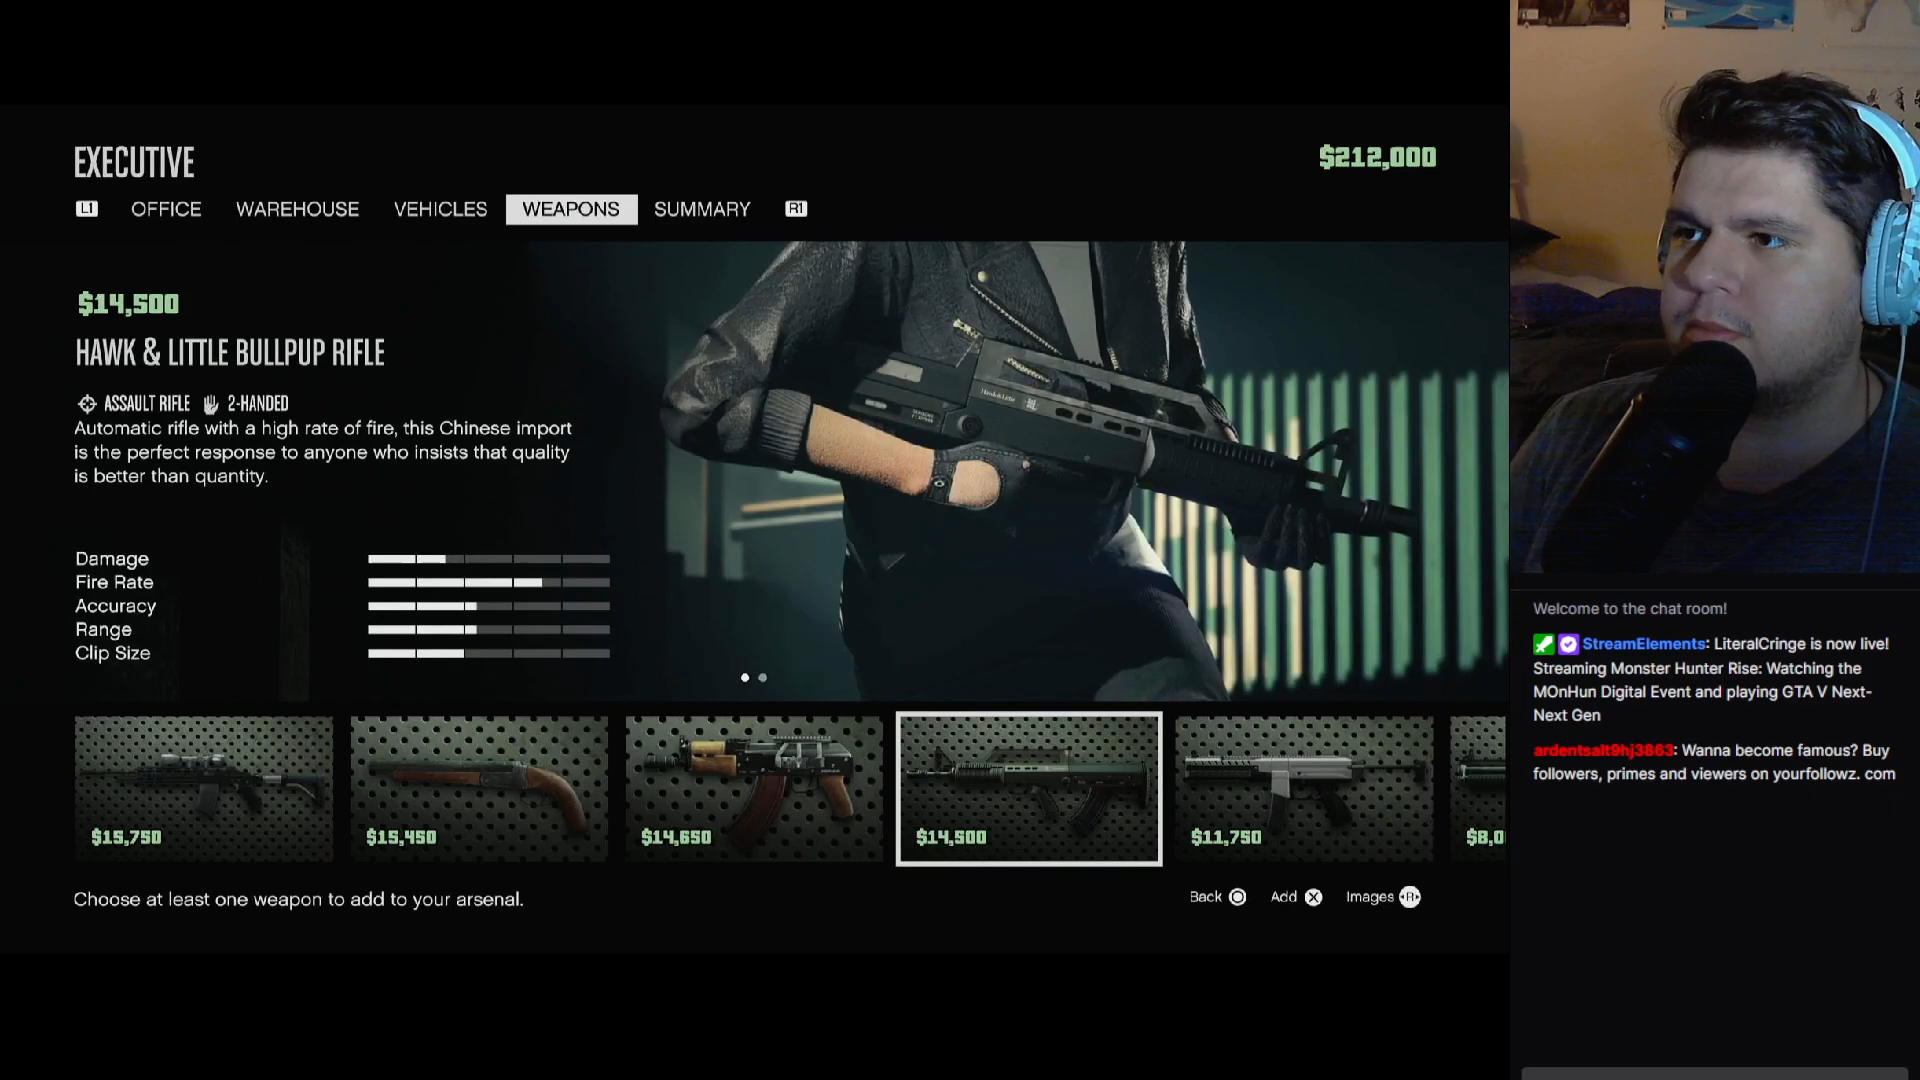 EXECUTIVE
$212,000
L1 OFFICE WAREHOUSE VEHICLES WEAPONS SUMMARY R1
$14,500
HAWK & LITTLE BULLPUP RIFLE
ASSAULT RIFLE 2-HANDED
Automatic rifle with a high rate of fire, this Chinese import
is the perfect response to anyone who insists that quality
is better than quantity.
Damage
Fire Rate
Accuracy
Range
Clip Size
$15,750
$15,450
$14,650
$14,500
$11,750
$8,0
Choose at least one weapon to add to your arsenal.
Back Add Images R
Welcome to the chat room!
StreamElements: LiteralCringe is now live!
Streaming Monster Hunter Rise: Watching the
MOnHun Digital Event and playing GTA V Next-
Next Gen
ardentsalt9hj3863: Wanna become famous? Buy
followers, primes and viewers on yourfollowz. com